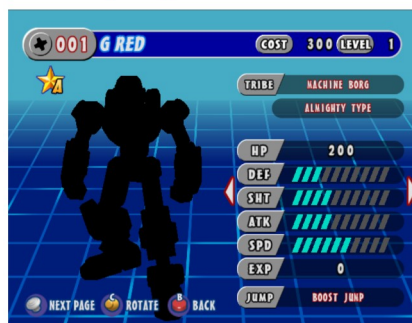 001 G RED COST 300 LEVEL 1
A
TRIBE MACHINE BORG
ALMIGHTY TYPE
HP 200
DEF
SHT
ATK
SPD
EXP 0
C B
NEXT PAGE ROTATE BACK JUMP BOOST JUMP